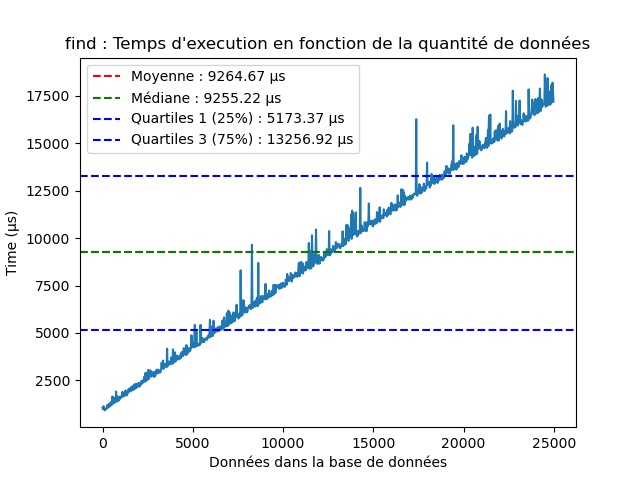 find : Temps d'execution en fonction de la quantité de données
Moyenne : 9264.67 µs
Médiane : 9255.22 µs
Quartiles 1 (25%) : 5173.37 µs
Quartiles 3 (75%) : 13256.92 µs
17500
15000
12500
10000
7500
5000
2500
Time (µs)
0 5000 10000 15000 20000 25000
Données dans la base de données